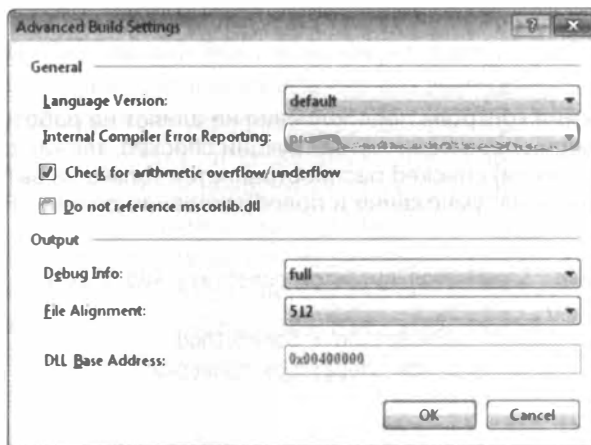 Advanced Build Settings
General
Language Version: default
Internal Compiler Error Reporting:
Check for arithmetic overflow/underflow
Do not reference mscorlib.dll
Output
Debug Info: full
File Alignment: 512
DLL Base Address: 0x00400000
OK Cancel